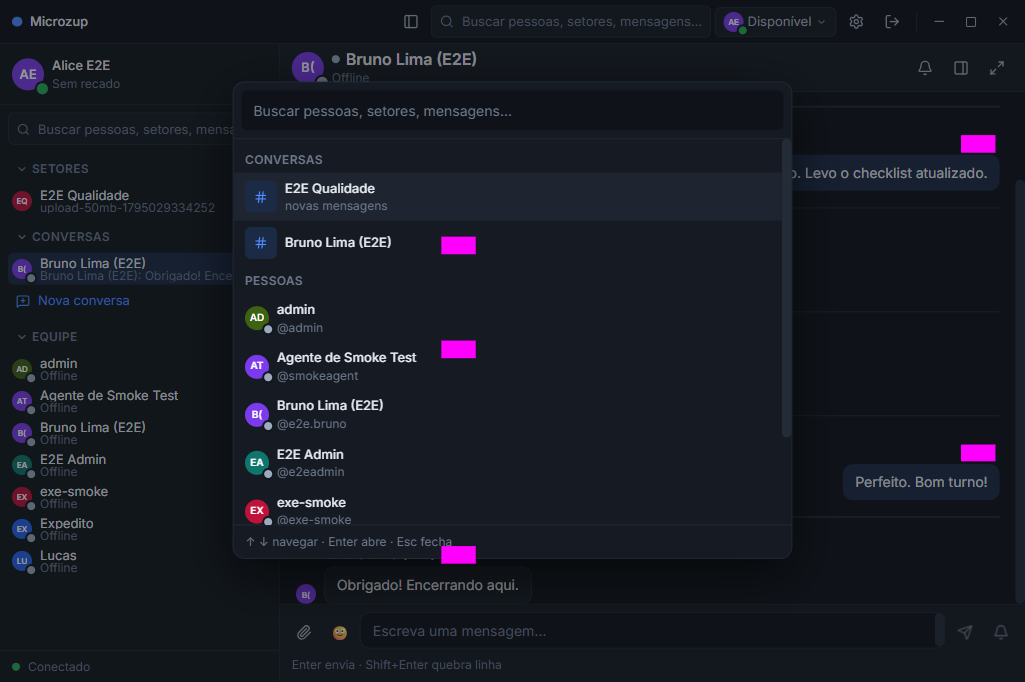 Microzup
Buscar pessoas, setores, mensagens...
AE
Disponível
AE
Alice E2E
Sem recado
B(
Bruno Lima (E2E)
Offline
Buscar pessoas, setores, mensa
SETORES
EQ
E2E Qualidade
upload-50mb-1795029334252
CONVERSAS
B(
Bruno Lima (E2E)
Bruno Lima (E2E): Obrigado! Ence
Nova conversa
EQUIPE
AD
admin
Offline
AT
Agente de Smoke Test
Offline
B(
Bruno Lima (E2E)
Offline
EA
E2E Admin
Offline
EX
exe-smoke
Offline
EX
Expedito
Offline
LU
Lucas
Offline
Conectado
Buscar pessoas, setores, mensagens...
CONVERSAS
#
E2E Qualidade
novas mensagens
#
Bruno Lima (E2E)
PESSOAS
AD
admin
@admin
AT
Agente de Smoke Test
@smokeagent
B(
Bruno Lima (E2E)
@e2e.bruno
EA
E2E Admin
@e2eadmin
EX
exe-smoke
@exe-smoke
↑ ↓ navegar · Enter abre · Esc fecha
o. Levo o checklist atualizado.
Perfeito. Bom turno!
B(
Obrigado! Encerrando aqui.
Escreva uma mensagem...
Enter envia · Shift+Enter quebra linha